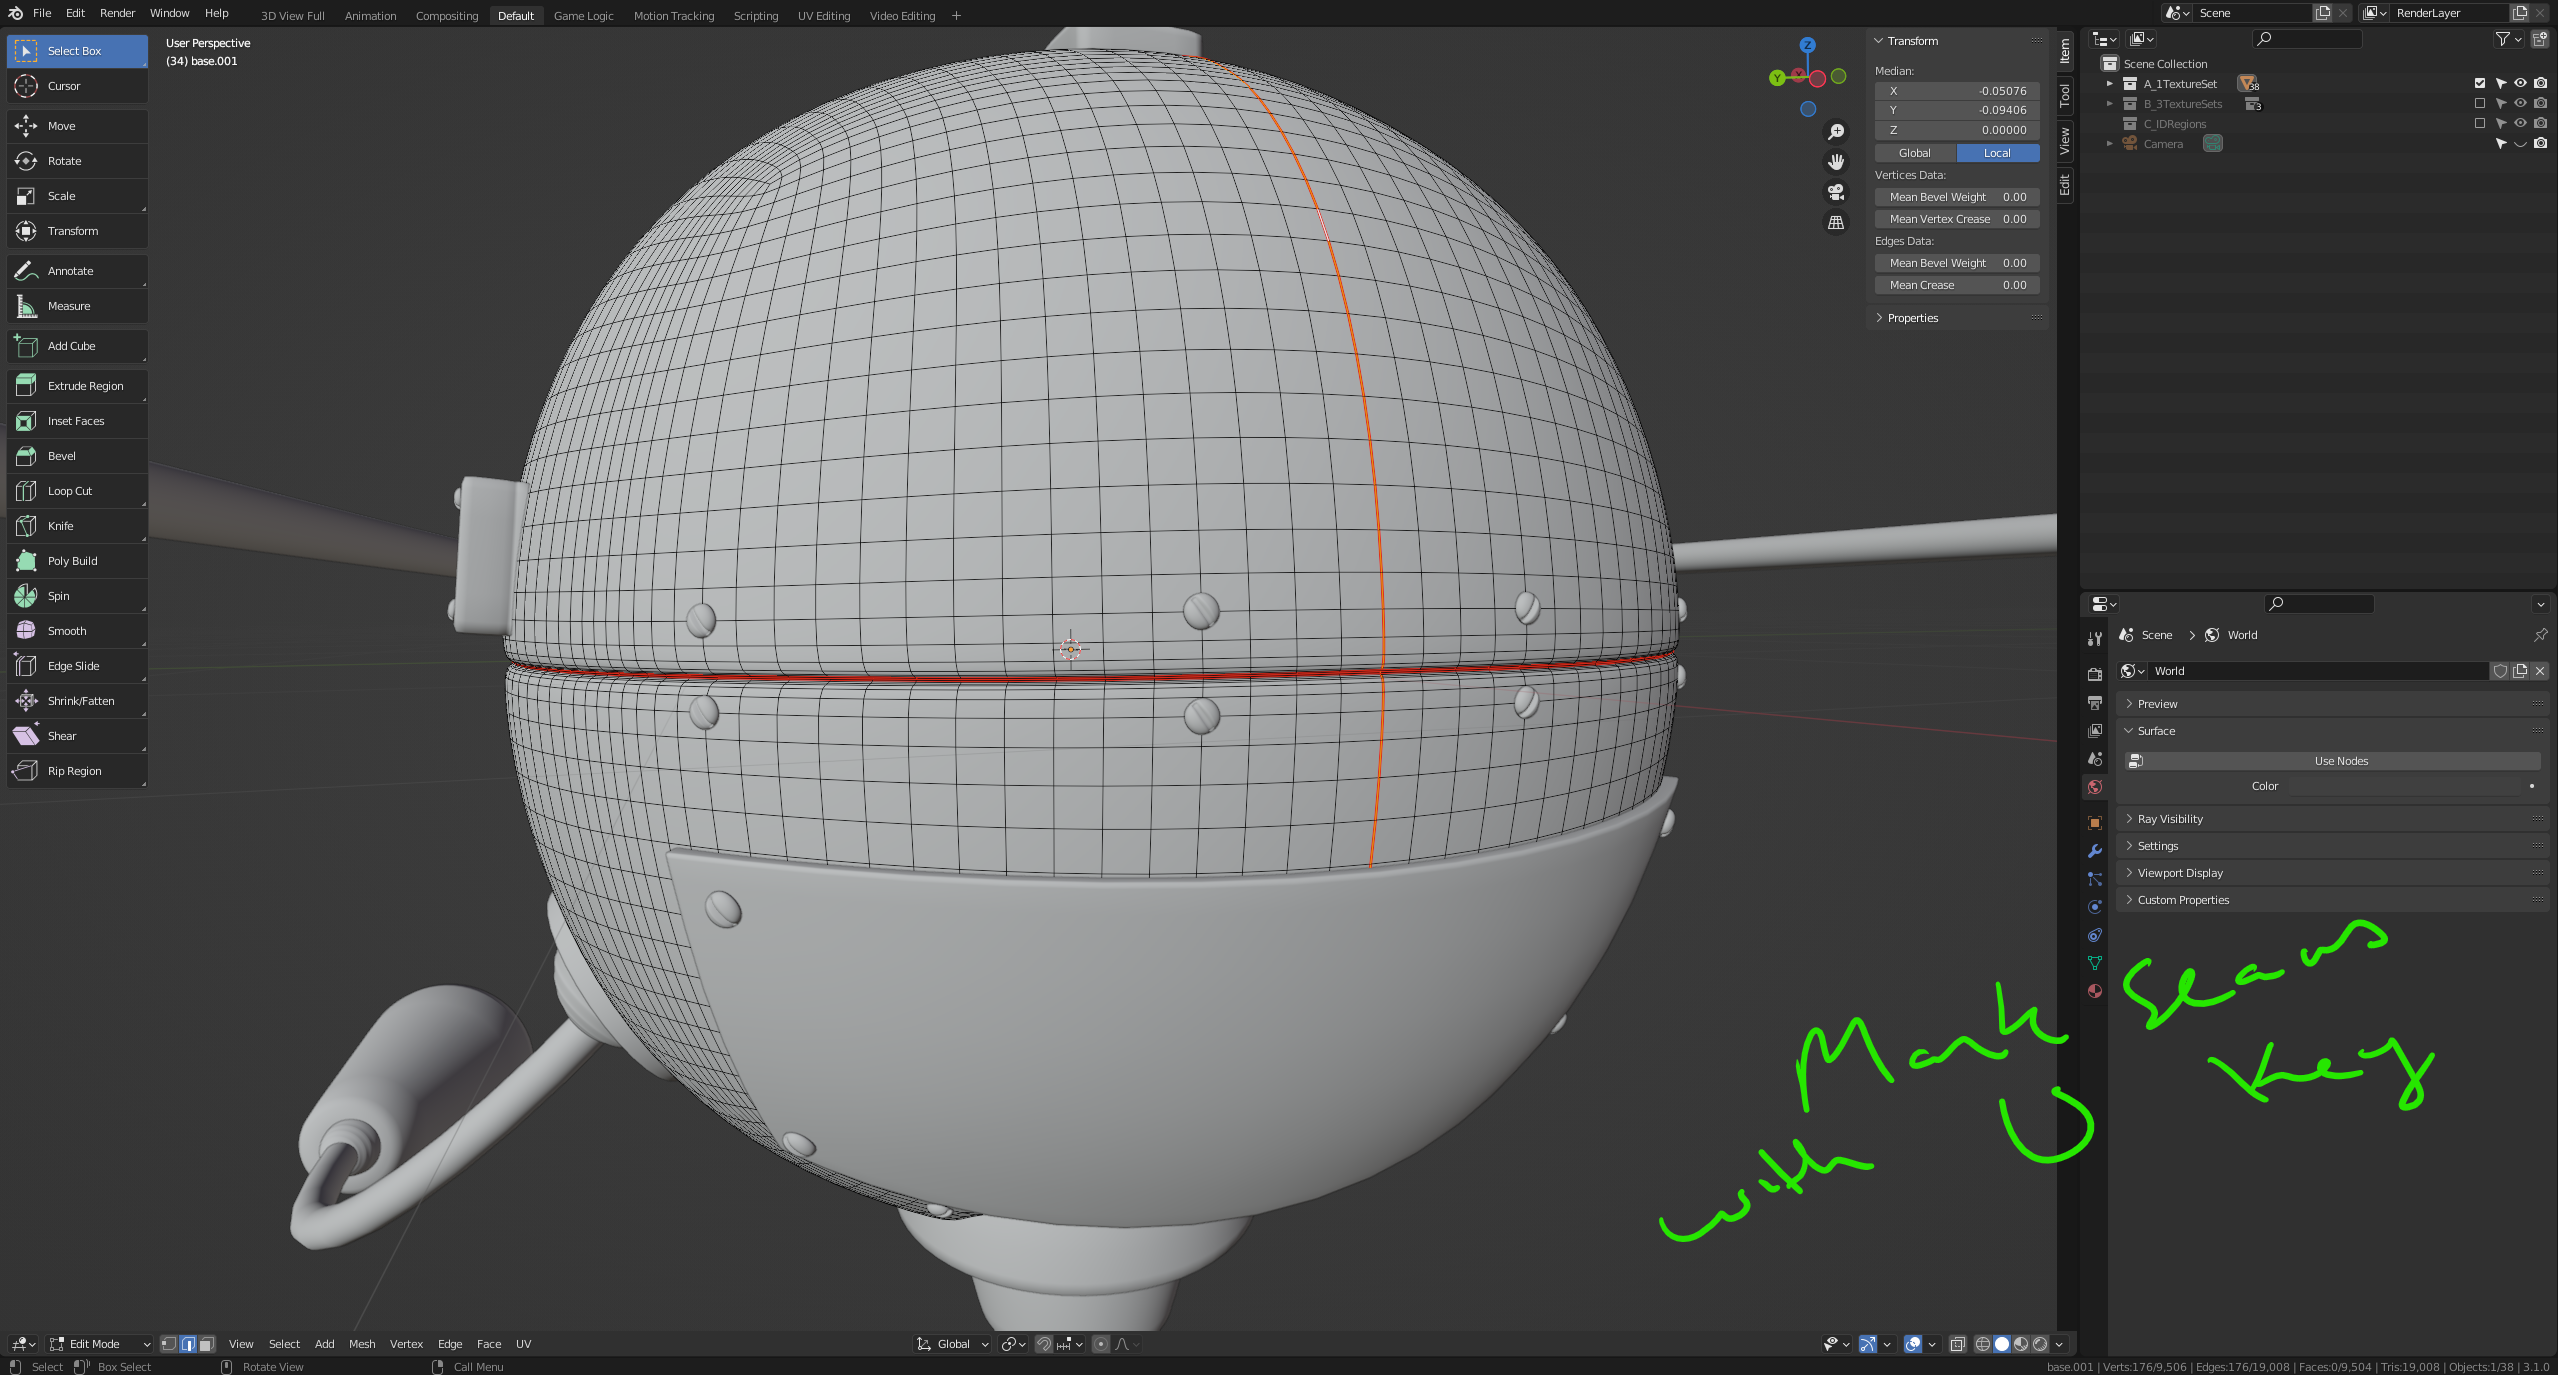 File Edit Render Window Help 3D View Full Animation Compositing Default Game Logic Motion Tracking Scripting UV Editing Video Editing + Scene RenderLayer
Select Box
Cursor
Move
Rotate
Scale
Transform
Annotate
Measure
Add Cube
Extrude Region
Inset Faces
Bevel
Loop Cut
Knife
Poly Build
Spin
Smooth
Edge Slide
Shrink/Fatten
Shear
Rip Region
User Perspective
(34) base.001
Z
Y
Transform
Median:
X -0.05076
Y -0.09406
Z 0.00000
Global Local
Vertices Data:
Mean Bevel Weight 0.00
Mean Vertex Crease 0.00
Edges Data:
Mean Bevel Weight 0.00
Mean Crease 0.00
Properties
Item
Tool
View
Edit
Scene Collection
A_1TextureSet 38
B_3TextureSets 3
C_IDRegions
Camera
Scene > World
World
Preview
Surface
Use Nodes
Color
Ray Visibility
Settings
Viewport Display
Custom Properties
Mark Seams
with U Key
Edit Mode View Select Add Mesh Vertex Edge Face UV Global
Select Box Select Rotate View Call Menu
base.001 | Verts:176/9,506 | Edges:176/19,008 | Faces:0/9,504 | Tris:19,008 | Objects:1/38 | 3.1.0